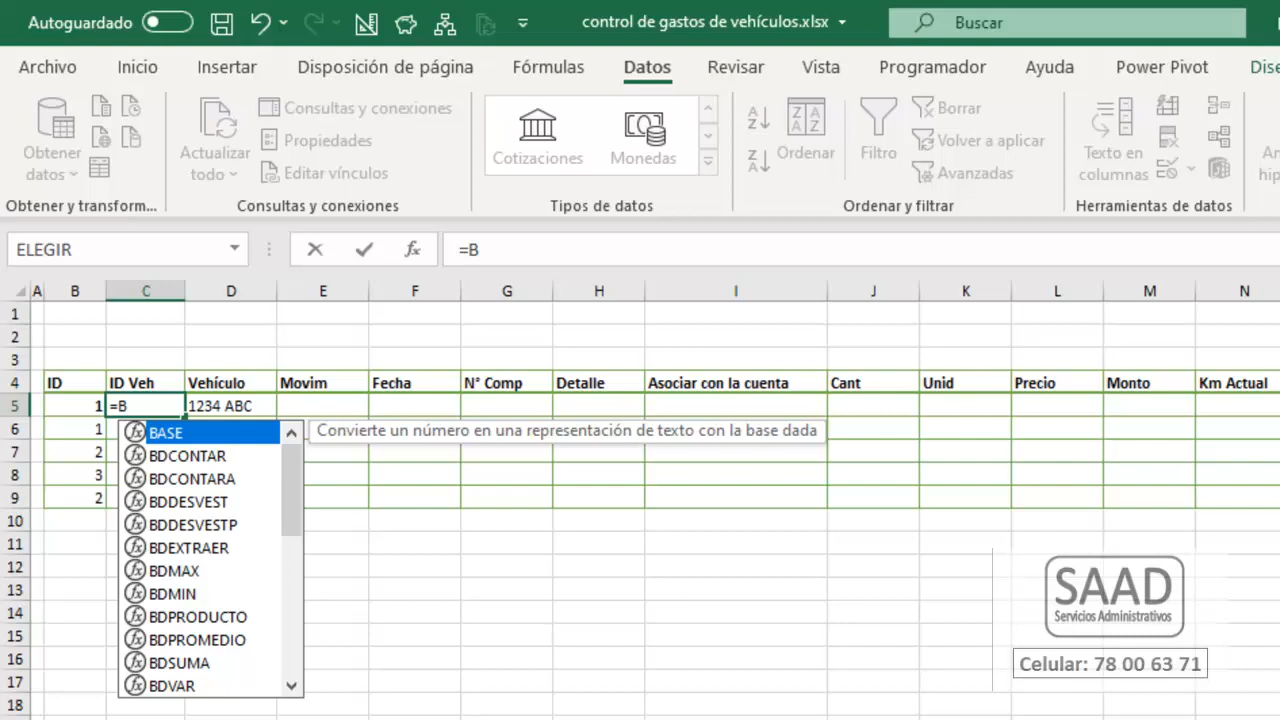 Autoguardado
control de gastos de vehículos.xlsx
Buscar
Archivo Inicio Insertar Disposición de página Fórmulas Datos Revisar Vista Programador Ayuda Power Pivot
Obtener datos
Actualizar todo
Consultas y conexiones
Propiedades
Editar vínculos
Cotizaciones
Monedas
Ordenar
Filtro
Borrar
Volver a aplicar
Avanzadas
Texto en columnas
Obtener y transform...
Consultas y conexiones
Tipos de datos
Ordenar y filtrar
Herramientas de datos
ELEGIR
fx
=B
A B C D E F G H I J K L M N
1
2
3
4 ID ID Veh Vehículo Movim Fecha N° Comp Detalle Asociar con la cuenta Cant Unid Precio Monto Km Actual
5 1 =B 1234 ABC
6 1
7 2
8 3
9 2
10
11
12
13
14
15
16
17
18
BASE
Convierte un número en una representación de texto con la base dada
BDCONTAR
BDCONTARA
BDDESVEST
BDDESVESTP
BDEXTRAER
BDMAX
BDMIN
BDPRODUCTO
BDPROMEDIO
BDSUMA
BDVAR
SAAD
Servicios Administrativos
Celular: 78 00 63 71